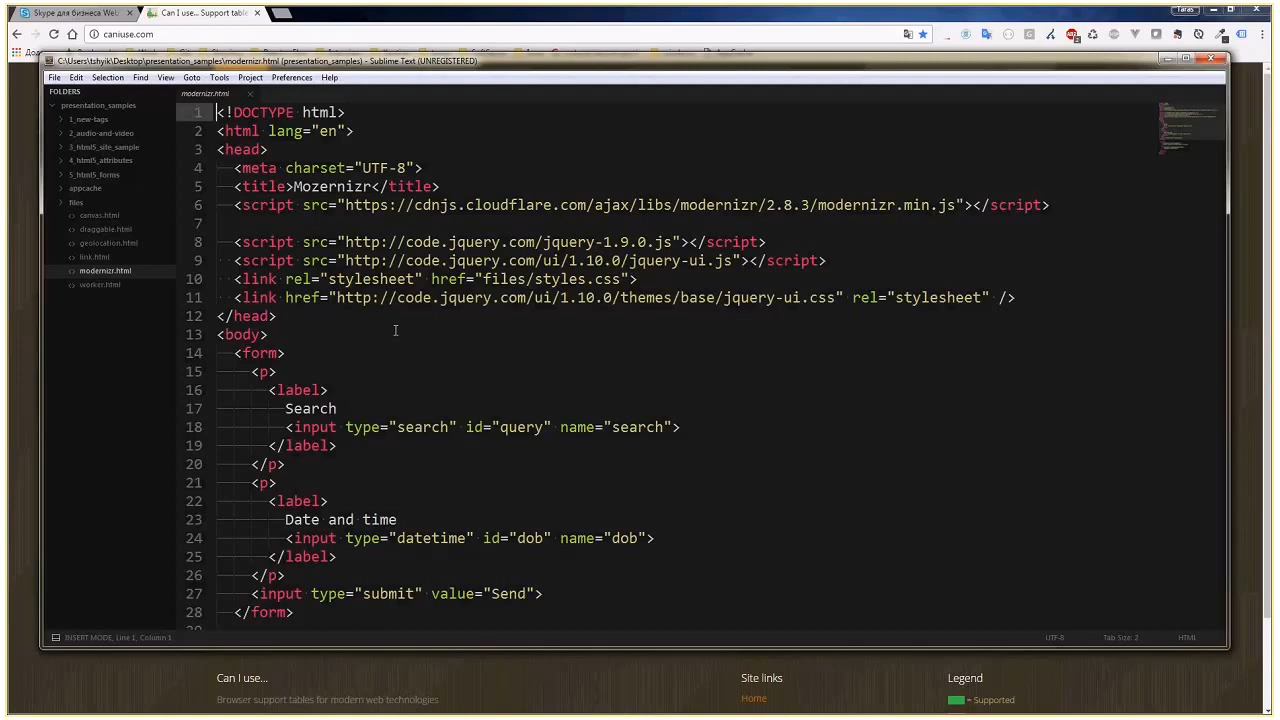 Skype для бизнеса Web
Can I use... Support table
Taras
caniuse.com
C:\Users\tshyik\Desktop\presentation_samples\modernizr.html (presentation_samples) - Sublime Text (UNREGISTERED)
File Edit Selection Find View Goto Tools Project Preferences Help
FOLDERS
presentation_samples
1_new-tags
2_audio-and-video
3_html5_site_sample
4_html5_attributes
5_html5_forms
appcache
files
canvas.html
draggable.html
geolocation.html
link.html
modernizr.html
worker.html
modernizr.html
1 <!DOCTYPE html>
2 <html lang="en">
3 <head>
4 <meta charset="UTF-8">
5 <title>Mozernizr</title>
6 <script src="https://cdnjs.cloudflare.com/ajax/libs/modernizr/2.8.3/modernizr.min.js"></script>
7
8 <script src="http://code.jquery.com/jquery-1.9.0.js"></script>
9 <script src="http://code.jquery.com/ui/1.10.0/jquery-ui.js"></script>
10 <link rel="stylesheet" href="files/styles.css">
11 <link href="http://code.jquery.com/ui/1.10.0/themes/base/jquery-ui.css" rel="stylesheet" />
12 </head>
13 <body>
14 <form>
15 <p>
16 <label>
17 Search
18 <input type="search" id="query" name="search">
19 </label>
20 </p>
21 <p>
22 <label>
23 Date and time
24 <input type="datetime" id="dob" name="dob">
25 </label>
26 </p>
27 <input type="submit" value="Send">
28 </form>
INSERT MODE, Line 1, Column 1
UTF-8 Tab Size: 2 HTML
Can I use...
Browser support tables for modern web technologies
Site links
Home
Legend
= Supported